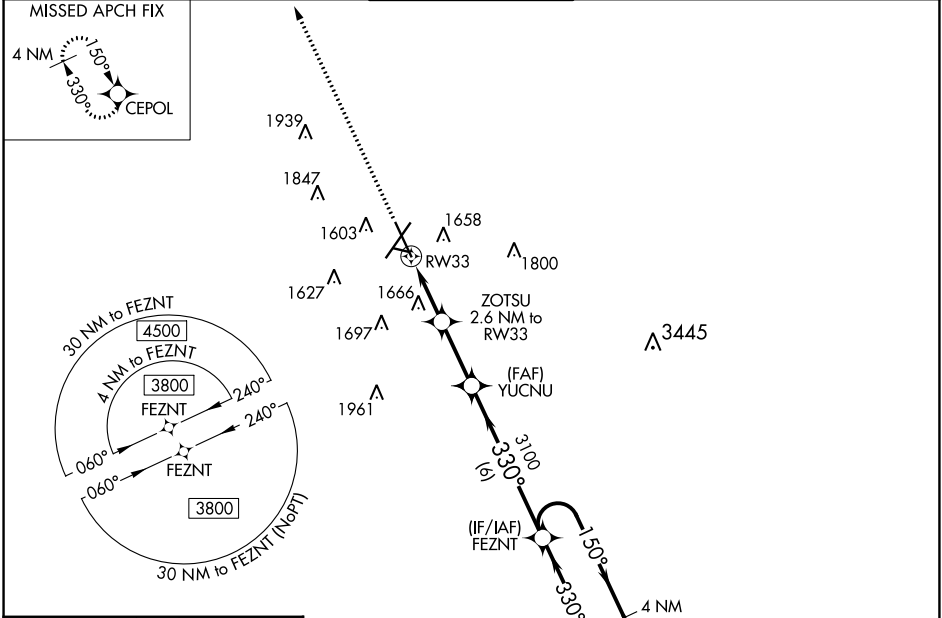 MISSED APCH FIX
4 NM
150°
330°
CEPOL
1939
1847
1603
1658
RW33
1800
1627
1666
ZOTSU
2.6 NM to
RW33
1697
3445
(FAF)
YUCNU
1961
30 NM to FEZNT
4500
4 NM to FEZNT
3800
FEZNT
240°
240°
060°
060°
FEZNT
3800
30 NM to FEZNT (NoPT)
3100
330°
(6)
(IF/IAF)
FEZNT
150°
330°
4 NM